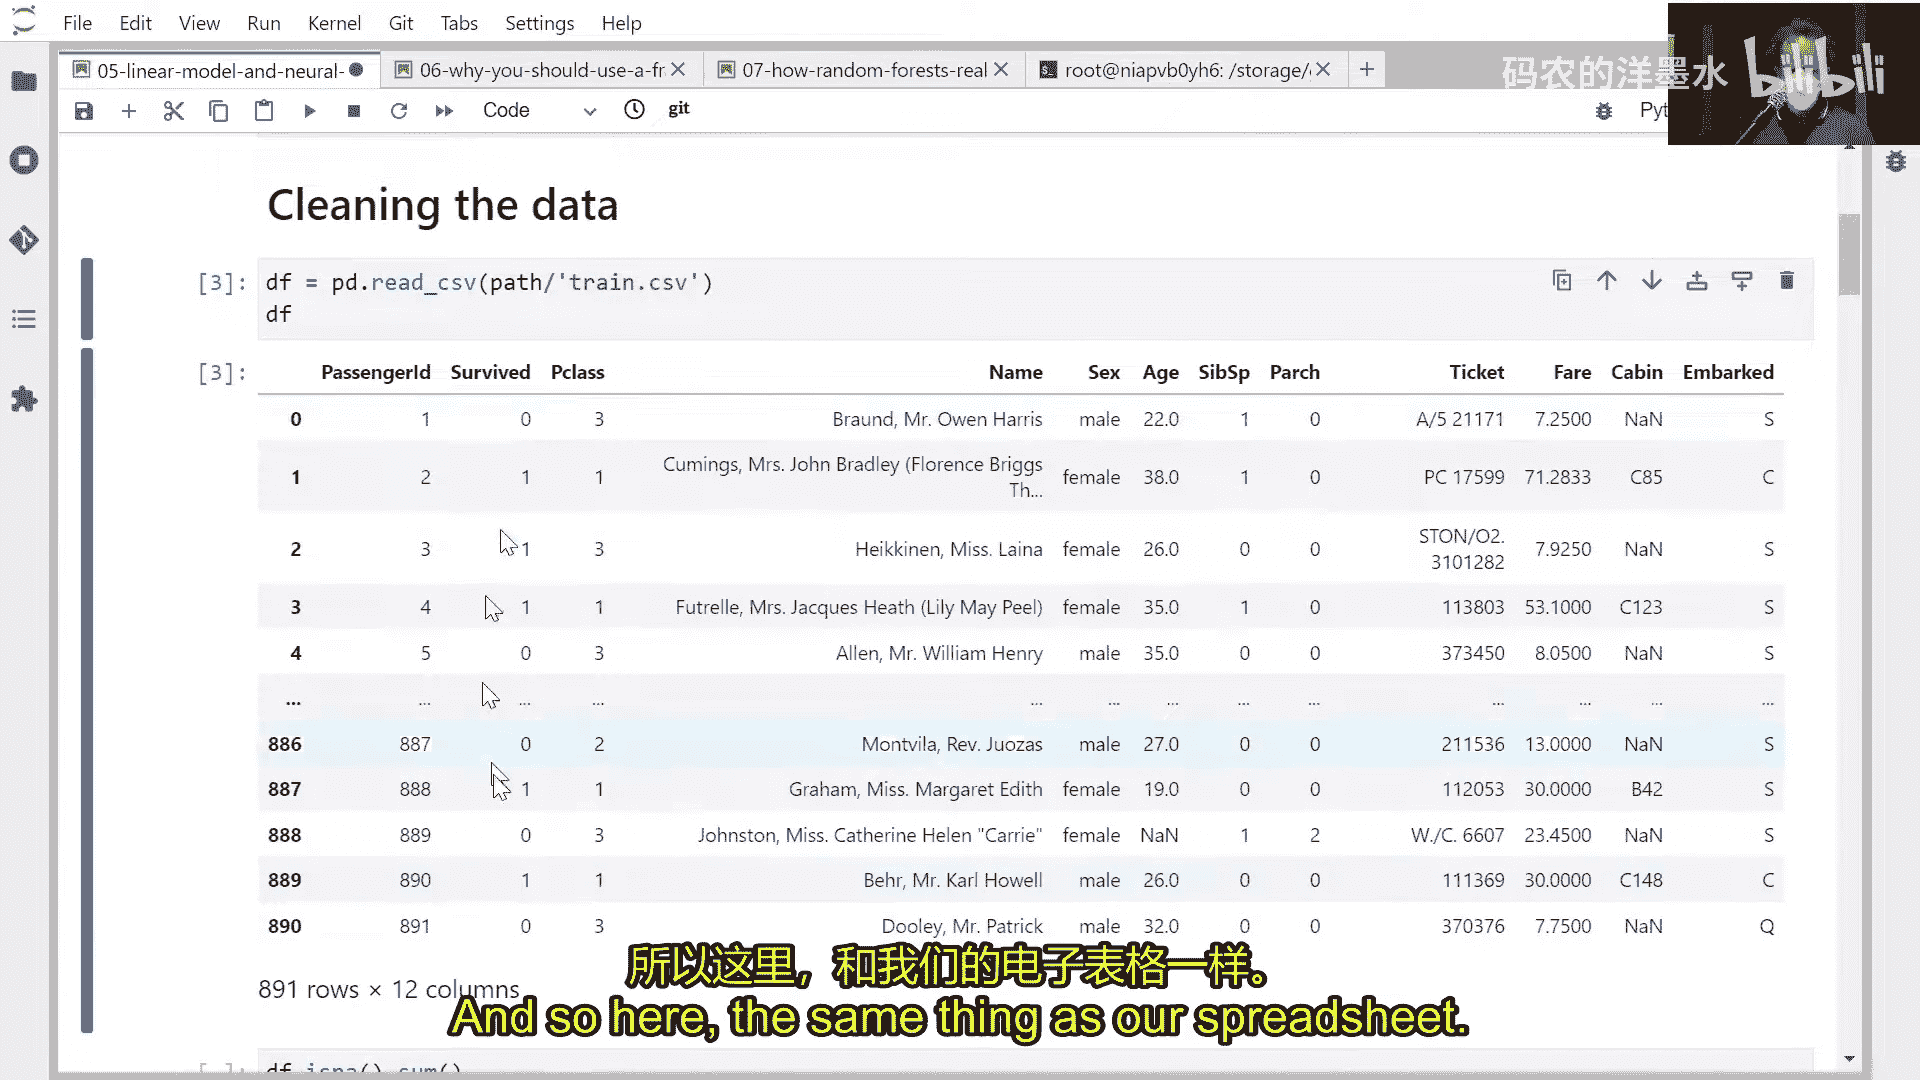 File Edit View Run Kernel Git Tabs Settings Help
05-linear-model-and-neural-
06-why-you-should-use-a-fr
07-how-random-forests-real
root@niapvb0yh6: /storage/
码农的洋墨水 bilibili
Code
git
Pyt
Cleaning the data
[3]: df = pd.read_csv(path/'train.csv')
df
[3]: PassengerId Survived Pclass Name Sex Age SibSp Parch Ticket Fare Cabin Embarked
0 1 0 3 Braund, Mr. Owen Harris male 22.0 1 0 A/5 21171 7.2500 NaN S
1 2 1 1 Cumings, Mrs. John Bradley (Florence Briggs Th... female 38.0 1 0 PC 17599 71.2833 C85 C
2 3 1 3 Heikkinen, Miss. Laina female 26.0 0 0 STON/O2. 3101282 7.9250 NaN S
3 4 1 1 Futrelle, Mrs. Jacques Heath (Lily May Peel) female 35.0 1 0 113803 53.1000 C123 S
4 5 0 3 Allen, Mr. William Henry male 35.0 0 0 373450 8.0500 NaN S
... ... ... ... ... ... ... ... ... ... ... ... ...
886 887 0 2 Montvila, Rev. Juozas male 27.0 0 0 211536 13.0000 NaN S
887 888 1 1 Graham, Miss. Margaret Edith female 19.0 0 0 112053 30.0000 B42 S
888 889 0 3 Johnston, Miss. Catherine Helen "Carrie" female NaN 1 2 W./C. 6607 23.4500 NaN S
889 890 1 1 Behr, Mr. Karl Howell male 26.0 0 0 111369 30.0000 C148 C
890 891 0 3 Dooley, Mr. Patrick male 32.0 0 0 370376 7.7500 NaN Q
所以这里，和我们的电子表格一样。
891 rows × 12 columns
And so here, the same thing as our spreadsheet.
df.isna().sum()